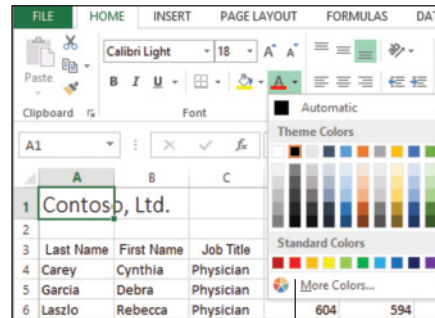 FILE HOME INSERT PAGE LAYOUT FORMULAS DAT
Calibri Light 18 A A
Paste B I U A
Clipboard Font
Automatic
A1 fx
Theme Colors
A B C
1 Contoso, Ltd.
2
3 Last Name First Name Job Title
Standard Colors
4 Carey Cynthia Physician
5 Garcia Debra Physician
More Colors...
6 Laszlo Rebecca Physician 604 594